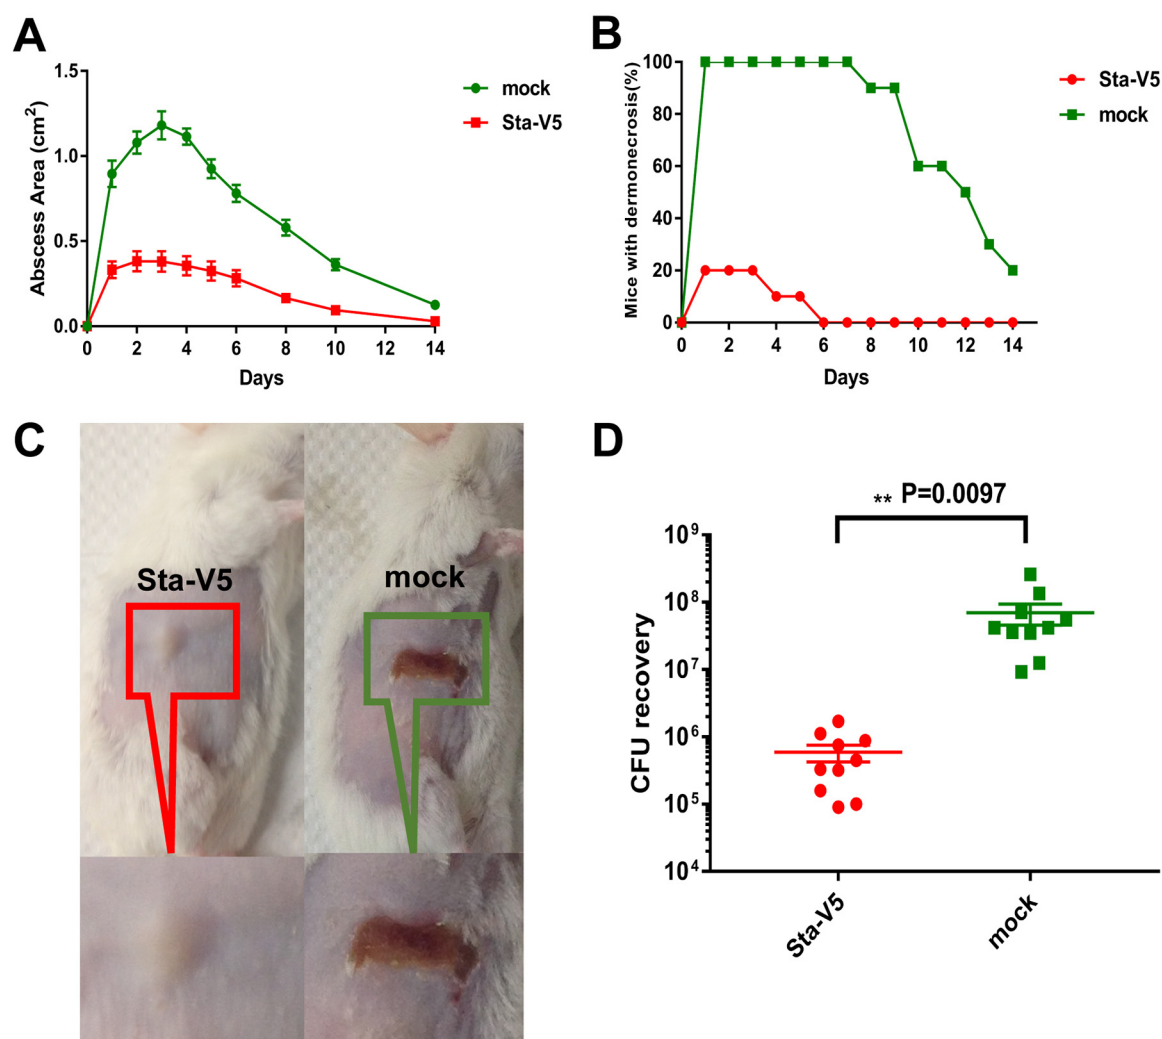 A
Abscess Area (cm²)
1.5
1.0
0.5
0.0
0 2 4 6 8 10 12 14
Days
mock
Sta-V5
B
Mice with dermonecrosis(%)
100
80
60
40
20
0
0 2 4 6 8 10 12 14
Days
Sta-V5
mock
C
Sta-V5
mock
D
** P=0.0097
CFU recovery
10⁹
10⁸
10⁷
10⁶
10⁵
10⁴
Sta-V5
mock